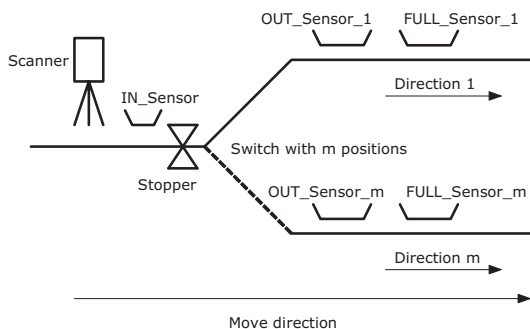 OUT_Sensor_1 FULL_Sensor_1
Scanner
Direction 1
IN_Sensor
Switch with m positions
Stopper
OUT_Sensor_m FULL_Sensor_m
Direction m
Move direction